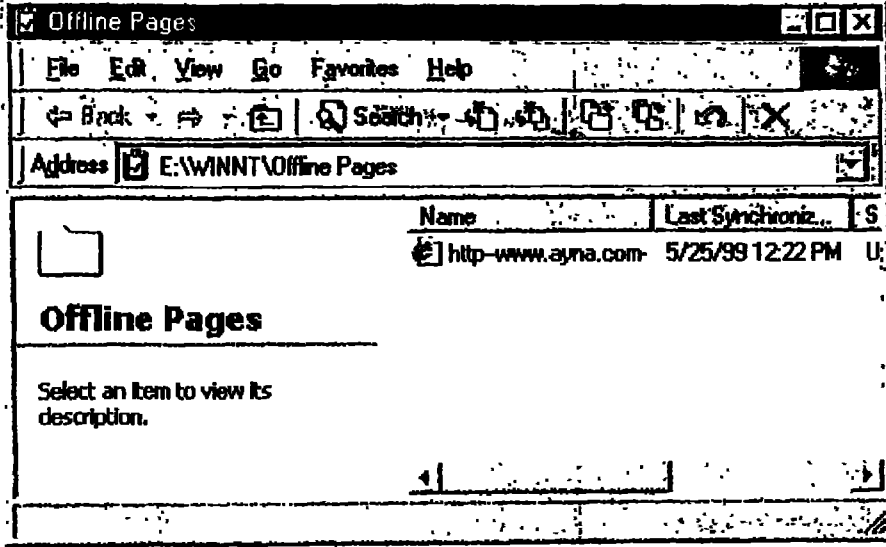 Offline Pages
File Edit View Go Favorites Help
Back Search
Address E:\WINNT\Offline Pages
Name Last Synchroniz... S
http-www.ayna.com- 5/25/99 12:22 PM U
Offline Pages
Select an item to view its
description.